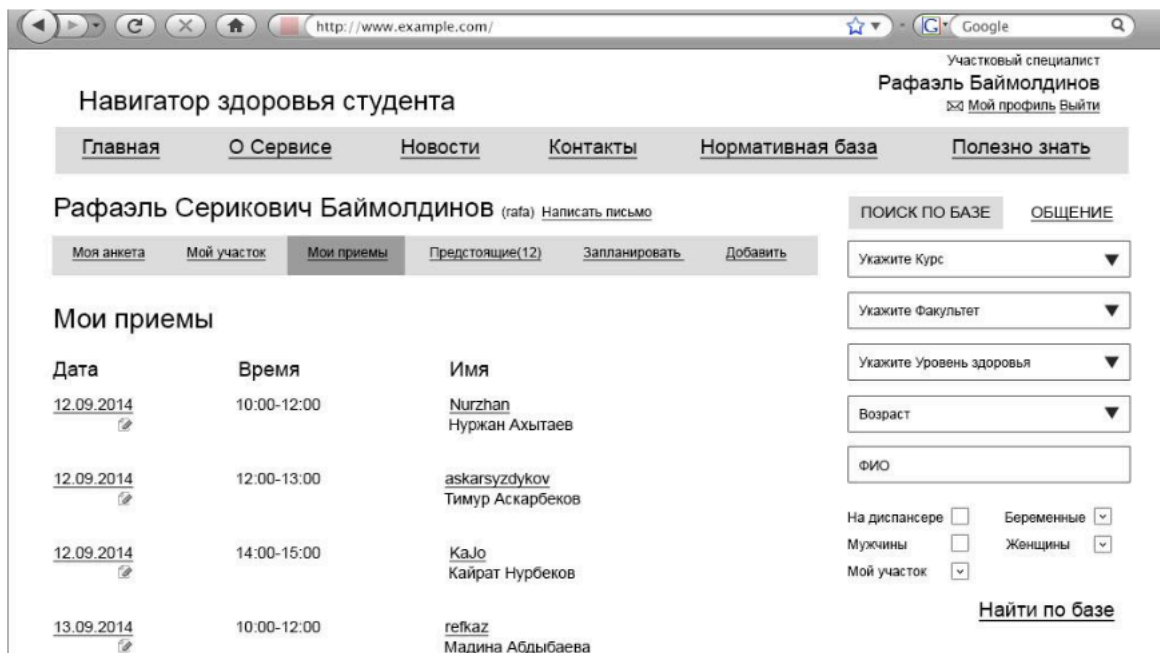 http://www.example.com/
Google
Участковый специалист
Рафаэль Баймолдинов
Мой профиль Выйти
Навигатор здоровья студента
Главная О Сервисе Новости Контакты Нормативная база Полезно знать
Рафаэль Серикович Баймолдинов (rafa) Написать письмо
Моя анкета Мой участок Мои приемы Предстоящие(12) Запланировать Добавить
Мои приемы
Дата Время Имя
12.09.2014 10:00-12:00 Nurzhan
Нуржан Ахытаев
12.09.2014 12:00-13:00 askarsyzdykov
Тимур Аскарбеков
12.09.2014 14:00-15:00 KaJo
Кайрат Нурбеков
13.09.2014 10:00-12:00 refkaz
Мадина Абдыбаева
ПОИСК ПО БАЗЕ ОБЩЕНИЕ
Укажите Курс
Укажите Факультет
Укажите Уровень здоровья
Возраст
ФИО
На диспансере Беременные
Мужчины Женщины
Мой участок
Найти по базе